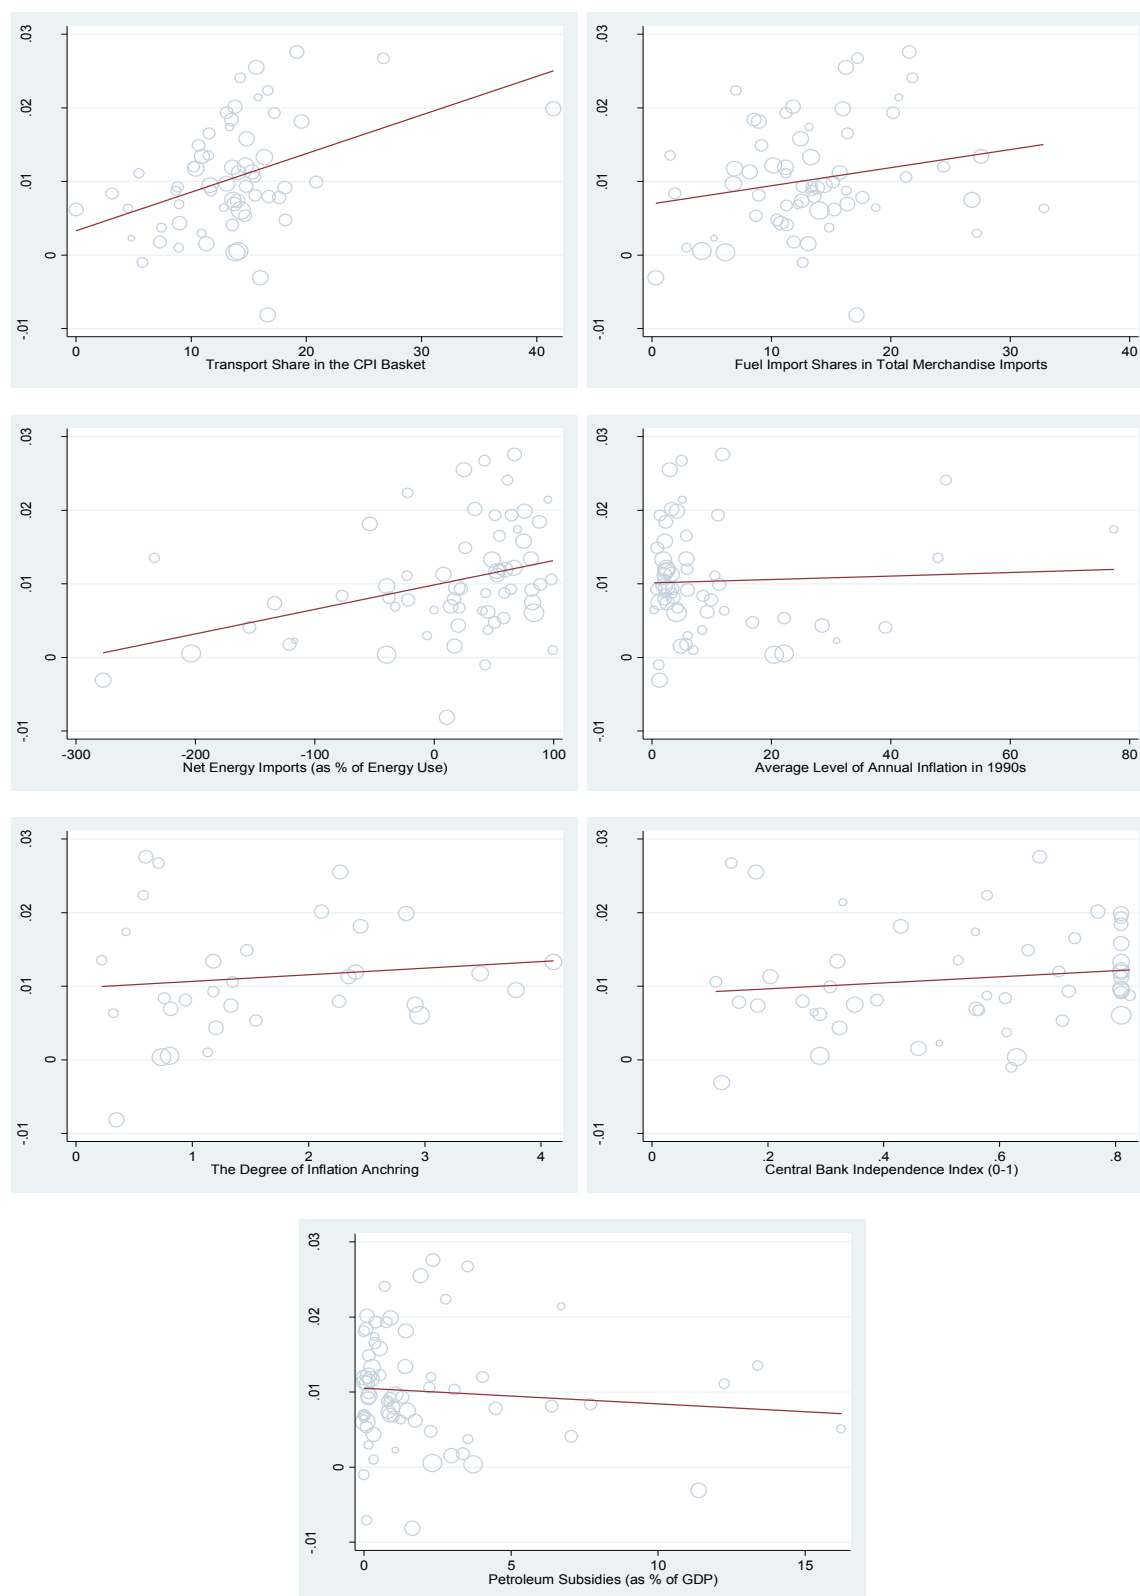 .03
.02
.01
0
-.01
0 10 20 30 40
Transport Share in the CPI Basket
.03
.02
.01
0
-.01
0 10 20 30 40
Fuel Import Shares in Total Merchandise Imports
.03
.02
.01
0
-.01
-300 -200 -100 0 100
Net Energy Imports (as % of Energy Use)
.03
.02
.01
0
-.01
0 20 40 60 80
Average Level of Annual Inflation in 1990s
.03
.02
.01
0
-.01
0 1 2 3 4
The Degree of Inflation Anchring
.03
.02
.01
0
-.01
0 .2 .4 .6 .8
Central Bank Independence Index (0-1)
.03
.02
.01
0
-.01
0 5 10 15
Petroleum Subsidies (as % of GDP)